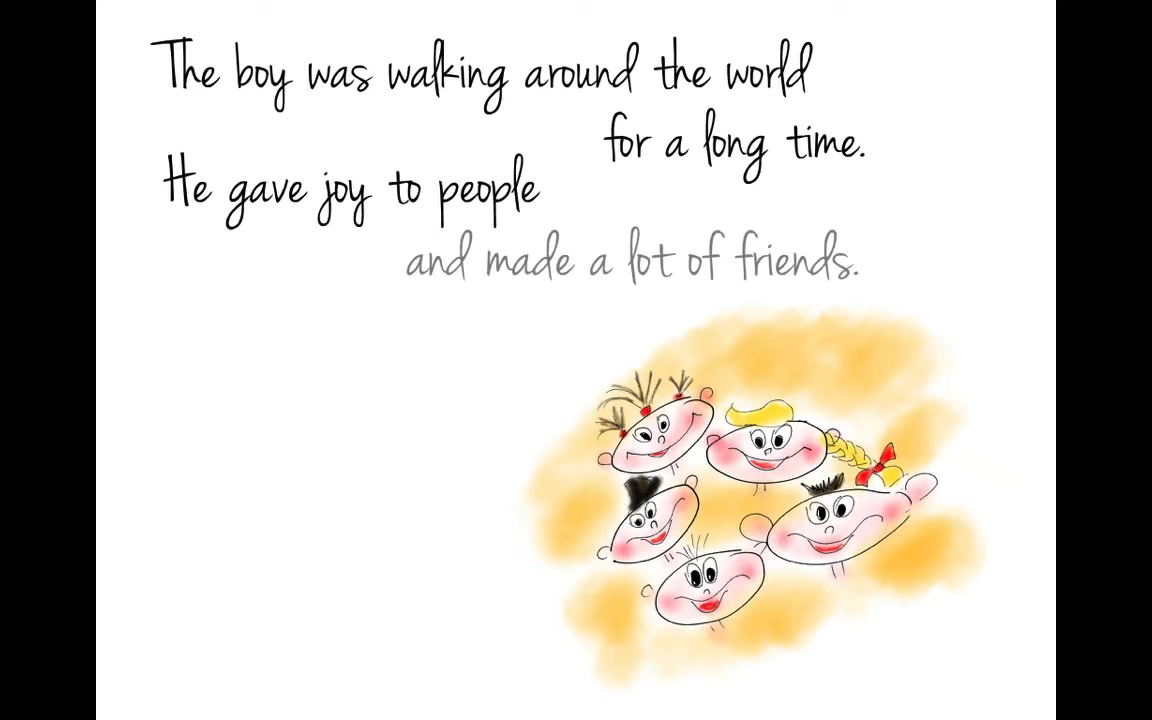 The boy was walking around the world
for a long time.
He gave joy to people
and made a lot of friends.